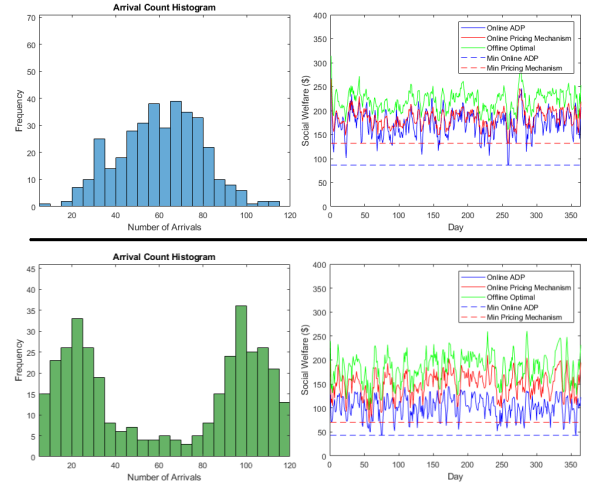 Arrival Count Histogram
70
60
50
40
30
20
10
0
Frequency
20 40 60 80 100 120
Number of Arrivals
400
350
300
250
200
150
100
50
0
Social Welfare ($)
Online ADP
Online Pricing Mechanism
Offline Optimal
Min Online ADP
Min Pricing Mechanism
0 50 100 150 200 250 300 350
Day
Arrival Count Histogram
45
40
35
30
25
20
15
10
5
0
Frequency
20 40 60 80 100 120
Number of Arrivals
400
350
300
250
200
150
100
50
0
Social Welfare ($)
Online ADP
Online Pricing Mechanism
Offline Optimal
Min Online ADP
Min Pricing Mechanism
0 50 100 150 200 250 300 350
Day